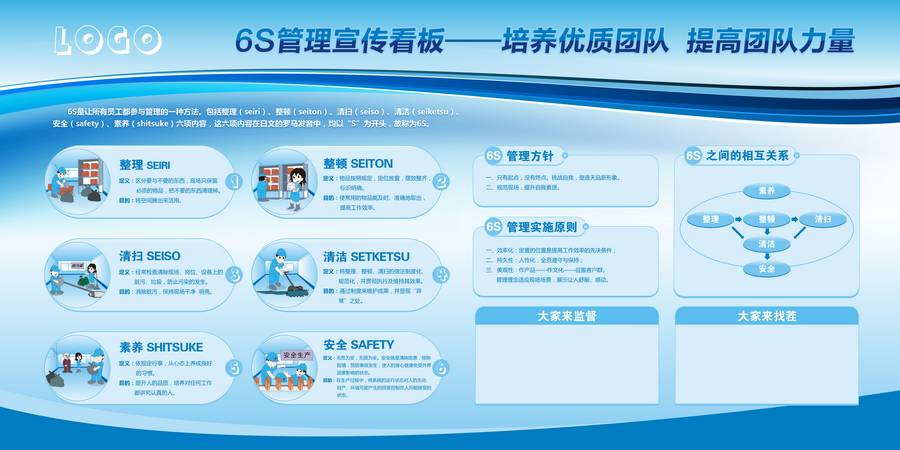 LOGO
6S管理宣传看板——培养优质团队 提高团队力量
6S是让所有员工都参与管理的一种方法。包括整理（seiri）、整顿（seiton）、清扫（seiso）、清洁（seiketsu）、
安全（safety）、素养（shitsuke）六项内容，这六项内容在日文的罗马发音中，均以“S”为开头，故称为6S。
整理 SEIRI
定义：区分要与不要的东西，现场只保留
必须的物品，把不要的东西清理掉。
目的：将空间腾出来活用。
1
整顿 SEITON
定义：物品按照规定，定位放置，摆放整齐，
标识明确。
目的：使常用的物品能及时、准确地取出，
提高工作效率。
2
清扫 SEISO
定义：经常检查清除现场、岗位、设备上的
脏污、垃圾，防止污染的发生。
目的：消除脏污，保持现场干净 明亮。
3
清洁 SETKETSU
定义：将整理、整顿、清扫的做法制度化、
规范化，并贯彻执行及维持其效果。
目的：通过制度来维护成果，并显现“异
常”之处。
4
素养 SHITSUKE
定义：依规定行事，从心态上养成良好
的习惯。
目的：提升人的品质，培养对任何工作
都讲究认真的人。
5
安全生产
安全 SAFETY
6
6S 管理方针
一、只有起点，没有终点。挑战自我，塑造天品新形象。
二、规范现场，提升自我素质。
6S 管理实施原则
一、效率化：定置的位置是提高工作效率的先决条件；
二、持久性：人性化，全员遵守与保持；
三、美观性：作产品——作文化——征服客户群。
管理理念适应现场场景，展示让人舒服、感动。
6S 之间的相互关系
素养
整理
整顿
清扫
清洁
安全
大家来监督
大家来找茬